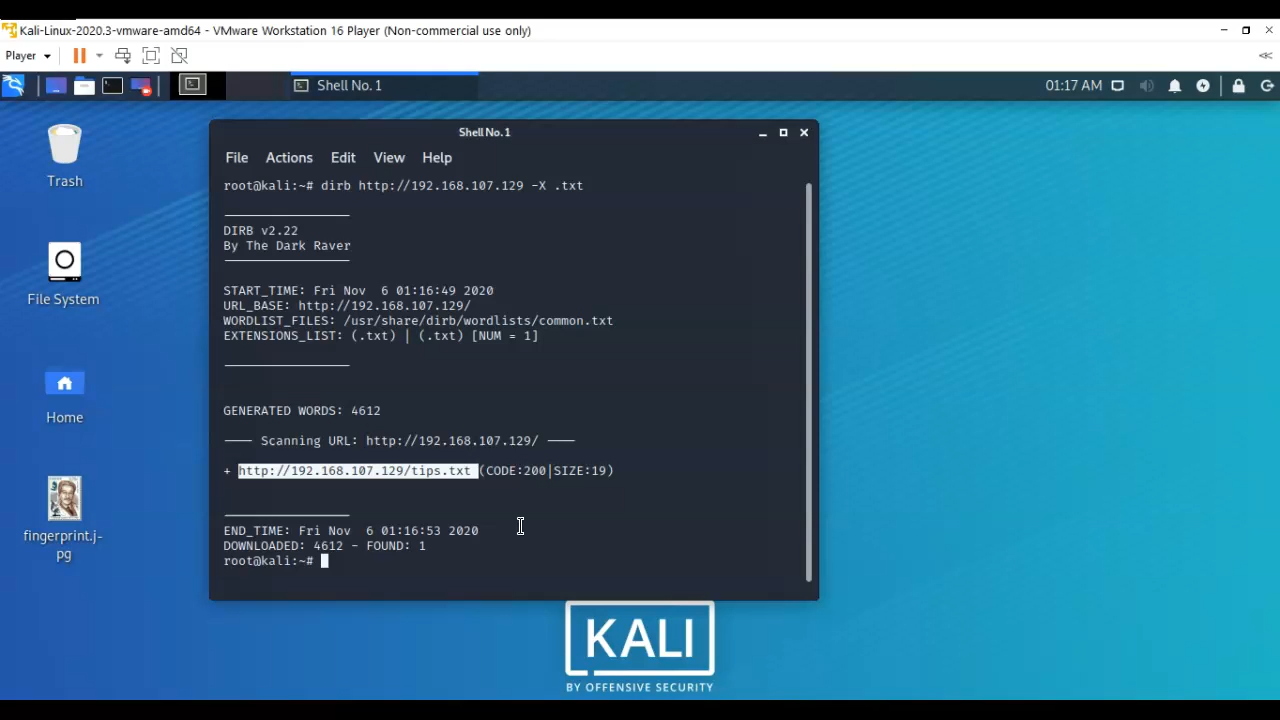 Kali-Linux-2020.3-vmware-amd64 - VMware Workstation 16 Player (Non-commercial use only)
Player
Shell No. 1
01:17 AM
Trash
File System
Home
fingerprint.j-
pg
Shell No. 1
File Actions Edit View Help
root@kali:~# dirb http://192.168.107.129 -X .txt
DIRB v2.22
By The Dark Raver
START_TIME: Fri Nov  6 01:16:49 2020
URL_BASE: http://192.168.107.129/
WORDLIST_FILES: /usr/share/dirb/wordlists/common.txt
EXTENSIONS_LIST: (.txt) | (.txt) [NUM = 1]
GENERATED WORDS: 4612
---- Scanning URL: http://192.168.107.129/ ----
+ http://192.168.107.129/tips.txt (CODE:200|SIZE:19)
END_TIME: Fri Nov  6 01:16:53 2020
DOWNLOADED: 4612 - FOUND: 1
root@kali:~#
KALI
BY OFFENSIVE SECURITY